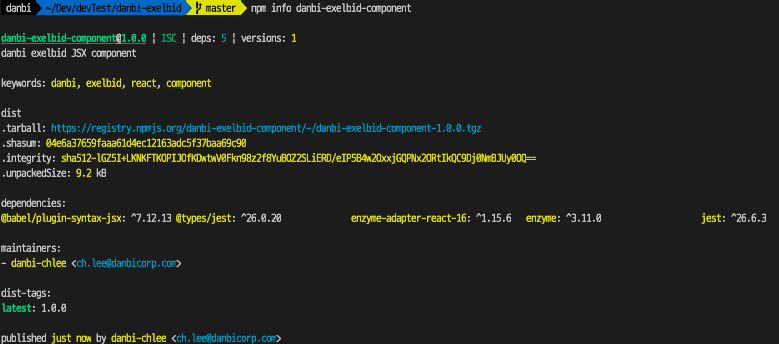 danbi ~/Dev/devTest/danbi-exelbid master npm info danbi-exelbid-component
danbi-exelbid-component@1.0.0 | ISC | deps: 5 | versions: 1
danbi exelbid JSX component
keywords: danbi, exelbid, react, component
dist
.tarball: https://registry.npmjs.org/danbi-exelbid-component/-/danbi-exelbid-component-1.0.0.tgz
.shasum: 04e6a37659faaa61d4ec12163adc5f37baa69c90
.integrity: sha512-lGZ5I+LKNKFTKOPIJOfKDwtwV0Fkn98z2f8YuBOZ2SLiERD/eIP5B4w2OxxjGQPNx2ORtIkQC9Dj0NmBJUy0OQ==
.unpackedSize: 9.2 kB
dependencies:
@babel/plugin-syntax-jsx: ^7.12.13 @types/jest: ^26.0.20 enzyme-adapter-react-16: ^1.15.6 enzyme: ^3.11.0 jest: ^26.6.3
maintainers:
- danbi-chlee <ch.lee@danbicorp.com>
dist-tags:
latest: 1.0.0
published just now by danbi-chlee <ch.lee@danbicorp.com>